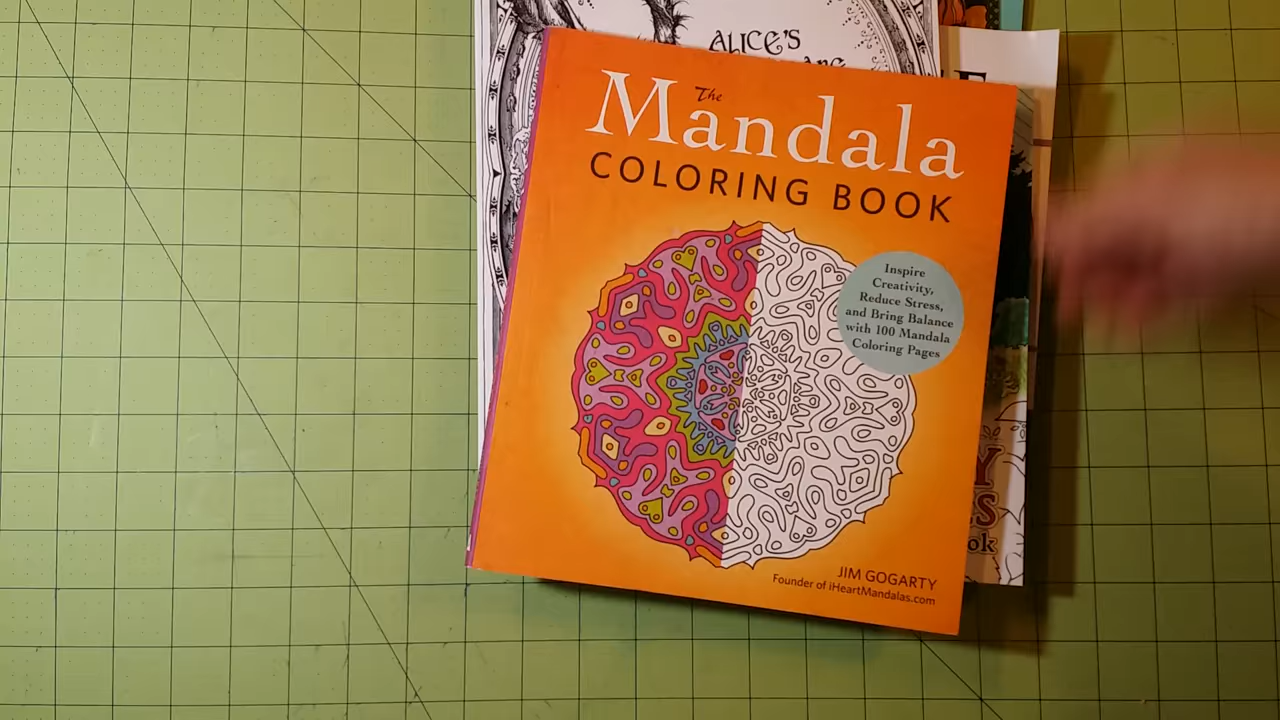 ALICE'S
The
Mandala
COLORING BOOK
Inspire
Creativity,
Reduce Stress,
and Bring Balance
with 100 Mandala
Coloring Pages
JIM GOGARTY
Founder of iHeartMandalas.com
ok